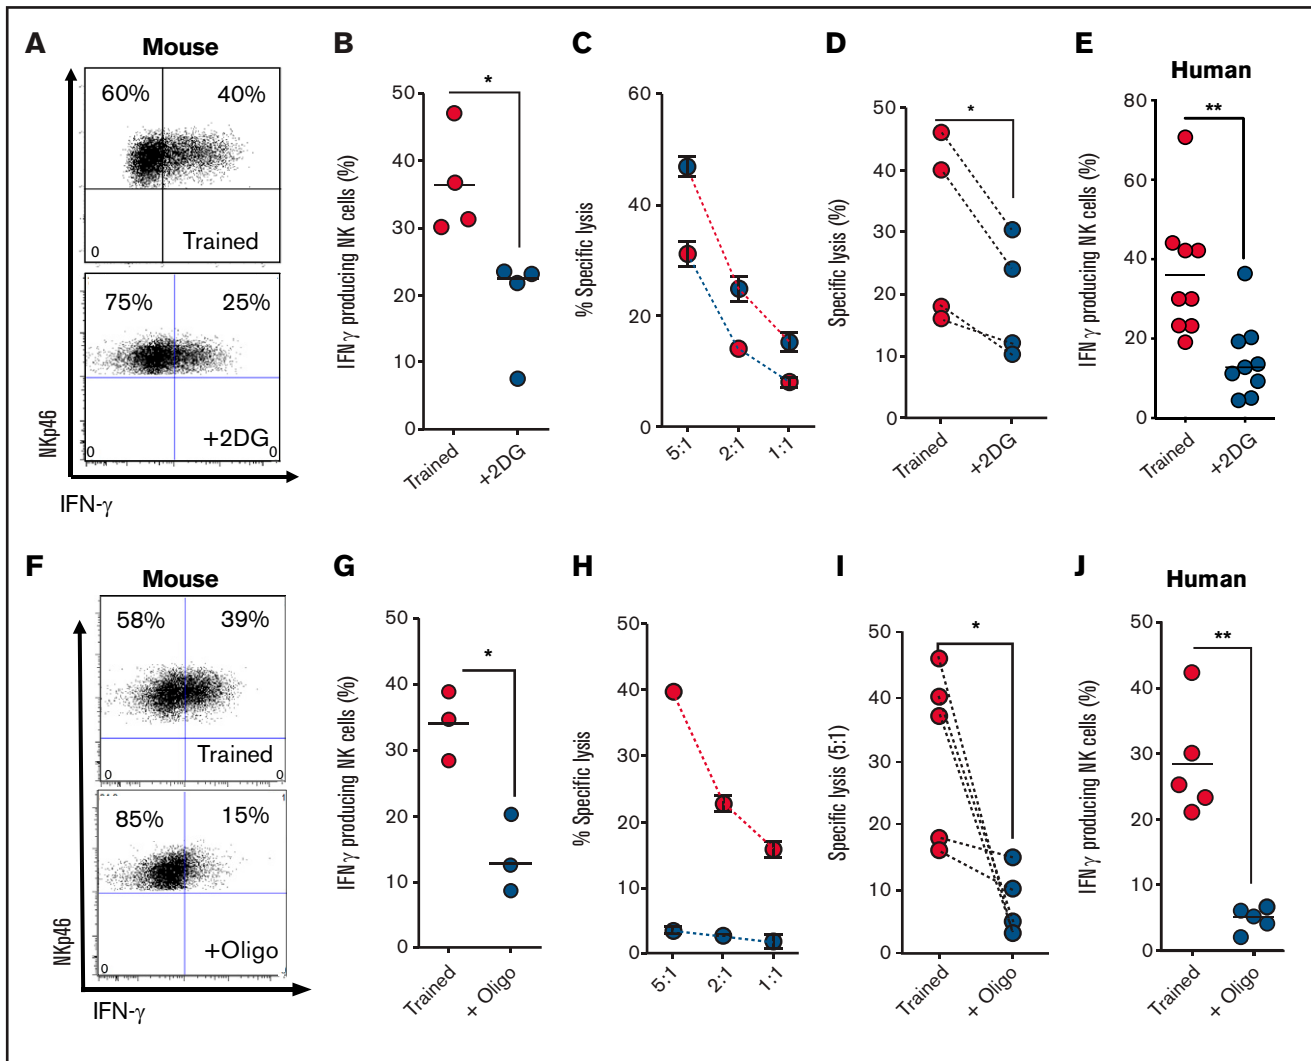 A
Mouse
60%
40%
0
Trained
75%
25%
0
+2DG
0
NKp46
IFN-γ
B
*
IFNγ producing NK cells (%)
50
40
30
20
10
0
Trained
+2DG
C
% Specific lysis
60
40
20
0
5:1
2:1
1:1
D
*
Specific lysis (%)
50
40
30
20
10
0
Trained
+2DG
E
Human
**
IFNγ producing NK cells (%)
80
60
40
20
0
Trained
+2DG
F
Mouse
58%
39%
Trained
0
0
85%
15%
+Oligo
0
NKp46
IFN-γ
G
*
IFNγ producing NK cells (%)
50
40
30
20
10
0
Trained
+ Oligo
H
% Specific lysis
50
40
30
20
10
0
5:1
2:1
1:1
I
*
Specific lysis (5:1)
50
40
30
20
10
0
Trained
+ Oligo
J
Human
**
IFNγ producing NK cells (%)
50
40
30
20
10
0
Trained
+ Oligo